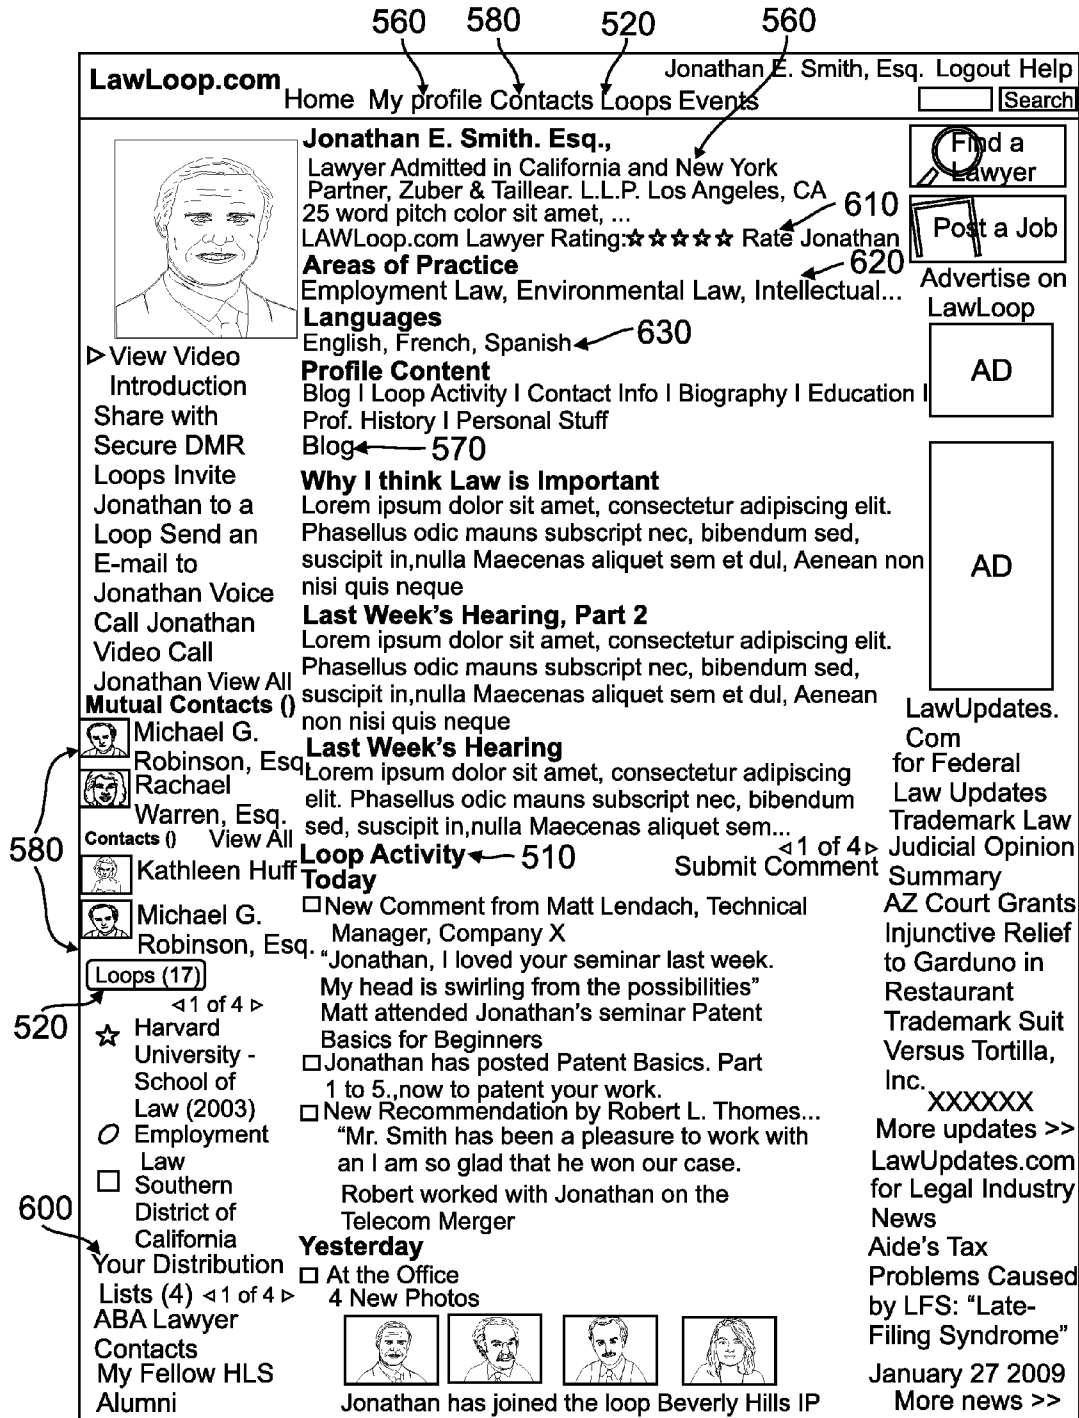 560 580 520 560
LawLoop.com
Jonathan E. Smith, Esq. Logout Help
Home My profile Contacts Loops Events
Search
Jonathan E. Smith. Esq.,
Lawyer Admitted in California and New York
Partner, Zuber & Taillear. L.L.P. Los Angeles, CA
25 word pitch color sit amet, ...
610
LAWLoop.com Lawyer Rating:☆☆☆☆☆ Rate Jonathan
Areas of Practice
620
Employment Law, Environmental Law, Intellectual...
Languages
English, French, Spanish
630
Profile Content
Blog I Loop Activity I Contact Info I Biography I Education I
Prof. History I Personal Stuff
Blog
570
Why I think Law is Important
Lorem ipsum dolor sit amet, consectetur adipiscing elit.
Phasellus odic mauns subscript nec, bibendum sed,
suscipit in,nulla Maecenas aliquet sem et dul, Aenean non
nisi quis neque
Last Week's Hearing, Part 2
Lorem ipsum dolor sit amet, consectetur adipiscing elit.
Phasellus odic mauns subscript nec, bibendum sed,
suscipit in,nulla Maecenas aliquet sem et dul, Aenean
non nisi quis neque
Last Week's Hearing
Lorem ipsum dolor sit amet, consectetur adipiscing
elit. Phasellus odic mauns subscript nec, bibendum
sed, suscipit in,nulla Maecenas aliquet sem...
◁1 of 4▷
Submit Comment
Loop Activity
510
Today
New Comment from Matt Lendach, Technical
Manager, Company X
"Jonathan, I loved your seminar last week.
My head is swirling from the possibilities"
Matt attended Jonathan's seminar Patent
Basics for Beginners
Jonathan has posted Patent Basics. Part
1 to 5.,now to patent your work.
New Recommendation by Robert L. Thomes...
"Mr. Smith has been a pleasure to work with
an I am so glad that he won our case.
Robert worked with Jonathan on the
Telecom Merger
Yesterday
At the Office
4 New Photos
Jonathan has joined the loop Beverly Hills IP
▷View Video
Introduction
Share with
Secure DMR
Loops Invite
Jonathan to a
Loop Send an
E-mail to
Jonathan Voice
Call Jonathan
Video Call
Jonathan View All
Mutual Contacts ()
Michael G.
Robinson, Esq.
Rachael
Warren, Esq.
580
Contacts () View All
Kathleen Huff
Michael G.
Robinson, Esq.
Loops (17)
◁1 of 4 ▷
520
Harvard
University -
School of
Law (2003)
Employment
Law
Southern
District of
California
600
Your Distribution
Lists (4) ◁1 of 4 ▷
ABA Lawyer
Contacts
My Fellow HLS
Alumni
Find a
Lawyer
Post a Job
Advertise on
LawLoop
AD
AD
LawUpdates.
Com
for Federal
Law Updates
Trademark Law
Judicial Opinion
Summary
AZ Court Grants
Injunctive Relief
to Garduno in
Restaurant
Trademark Suit
Versus Tortilla,
Inc.
XXXXXX
More updates >>
LawUpdates.com
for Legal Industry
News
Aide's Tax
Problems Caused
by LFS: "Late-
Filing Syndrome"
January 27 2009
More news >>